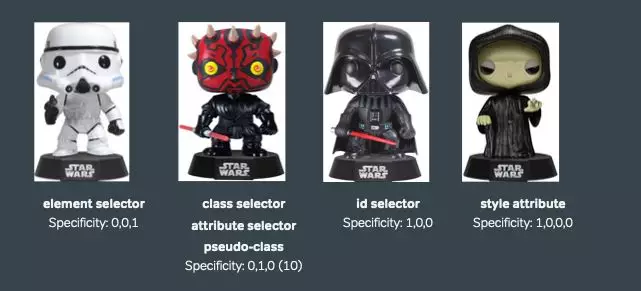 STAR WARS
STAR WARS
STAR WARS
STAR WARS
element selector
Specificity: 0,0,1
class selector
attribute selector
pseudo-class
Specificity: 0,1,0 (10)
id selector
Specificity: 1,0,0
style attribute
Specificity: 1,0,0,0